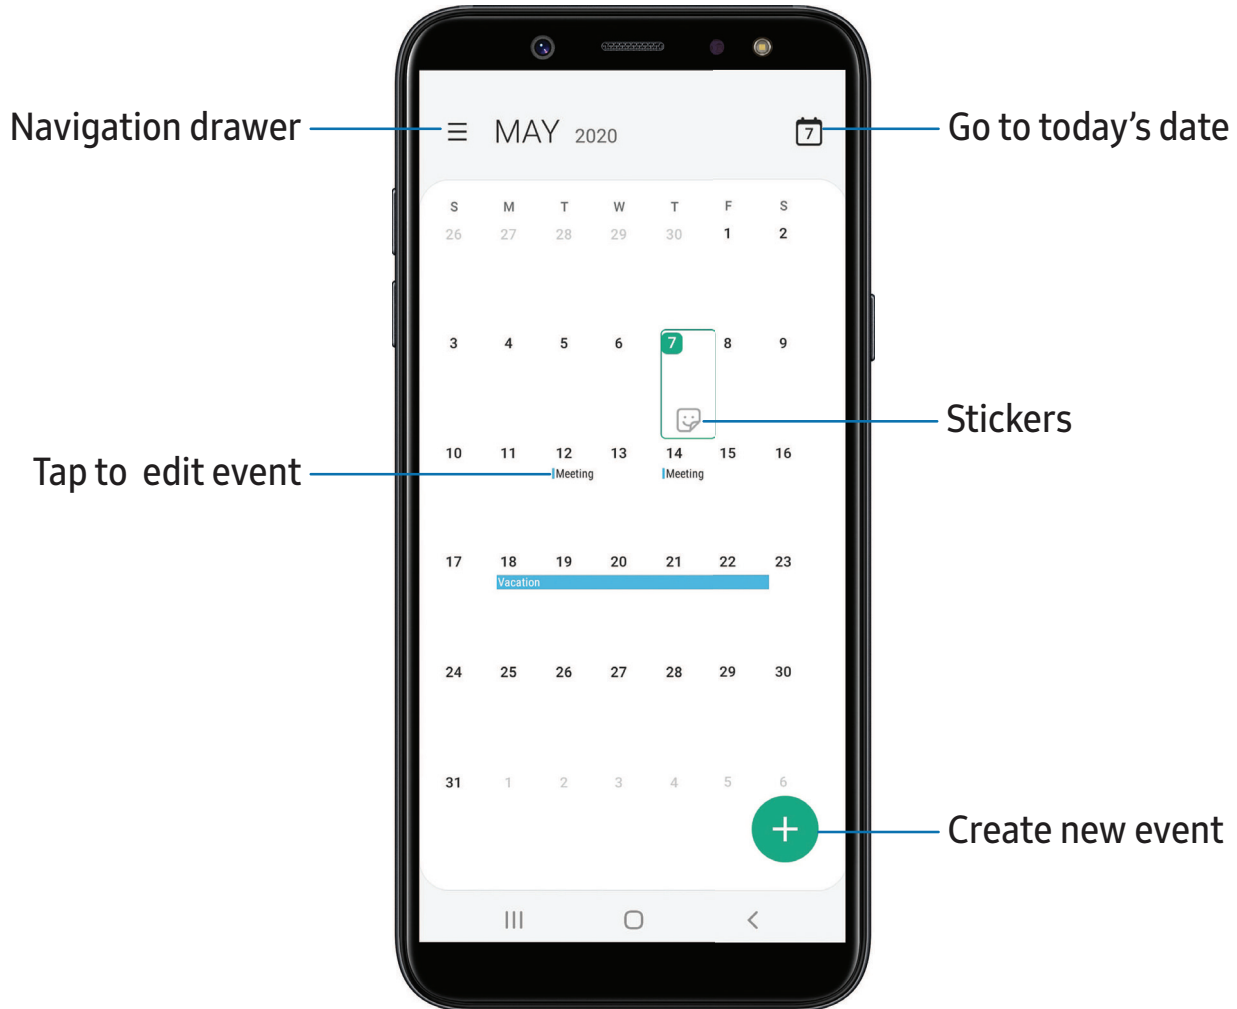 Navigation drawer
MAY 2020
7
Go to today's date
S M T W T F S
26 27 28 29 30 1 2
3 4 5 6 7 8 9
Stickers
10 11 12 13 14 15 16
Tap to edit event
Meeting Meeting
17 18 19 20 21 22 23
Vacation
24 25 26 27 28 29 30
31 1 2 3 4 5 6
Create new event